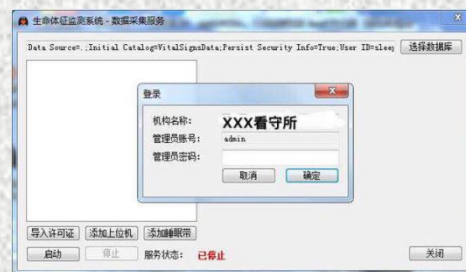 生命体征监测系统 - 数据采集服务
Data Source=.;Initial Catalog=VitalSignsData;Persist Security Info=True;User ID=sleep
选择数据库
登录
机构名称: XXX看守所
管理员账号: admin
管理员密码:
取消 确定
导入许可证 添加上位机 添加睡眠带
启动 停止 服务状态: 已停止 关闭